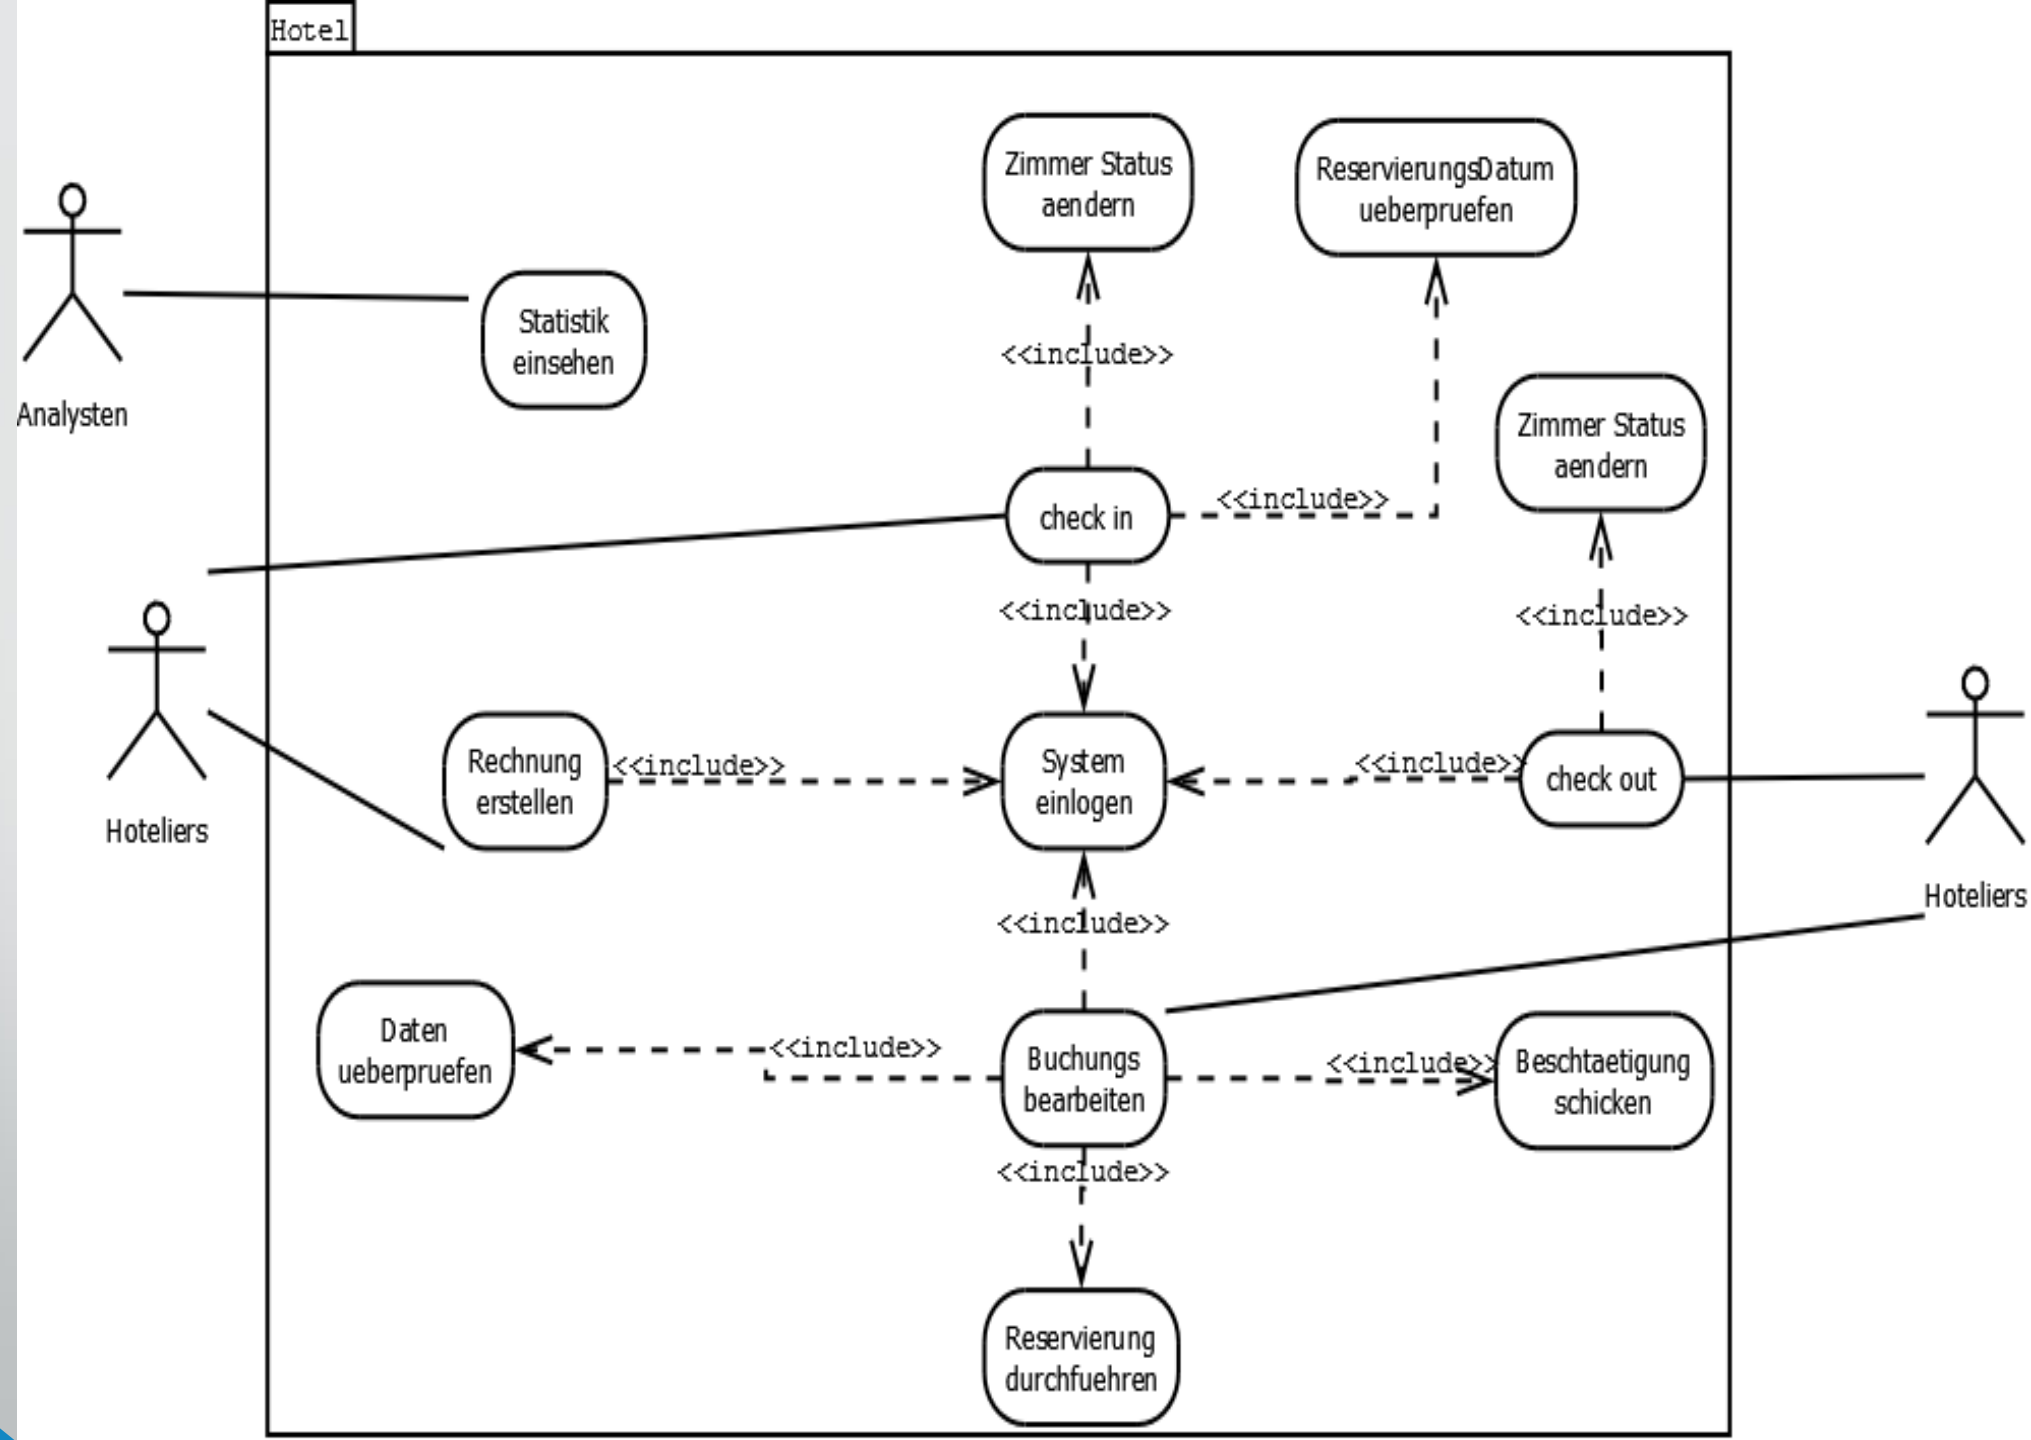 Hotel
Zimmer Status
aendern
ReservierungsDatum
ueberpruefen
Statistik
einsehen
<<include>>
Analysten
Zimmer Status
aendern
check in
<<include>>
<<include>>
<<include>>
Rechnung
erstellen
<<include>>
System
einlogen
<<include>>
check out
Hoteliers
Hoteliers
<<include>>
Daten
ueberpruefen
<<include>>
Buchungs
bearbeiten
<<include>>
Beschtaetigung
schicken
<<include>>
Reservierung
durchfuehren